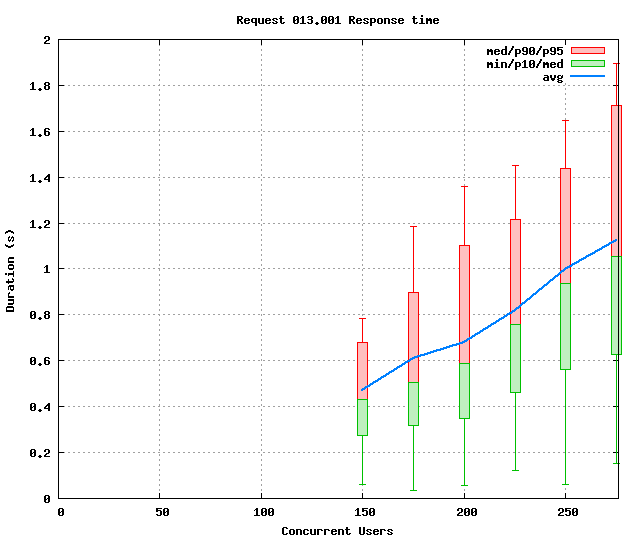 Request 013.001 Response time
med/p90/p95
min/p10/med
avg
2
1.8
1.6
1.4
1.2
1
0.8
0.6
0.4
0.2
0
Duration (s)
0 50 100 150 200 250
Concurrent Users